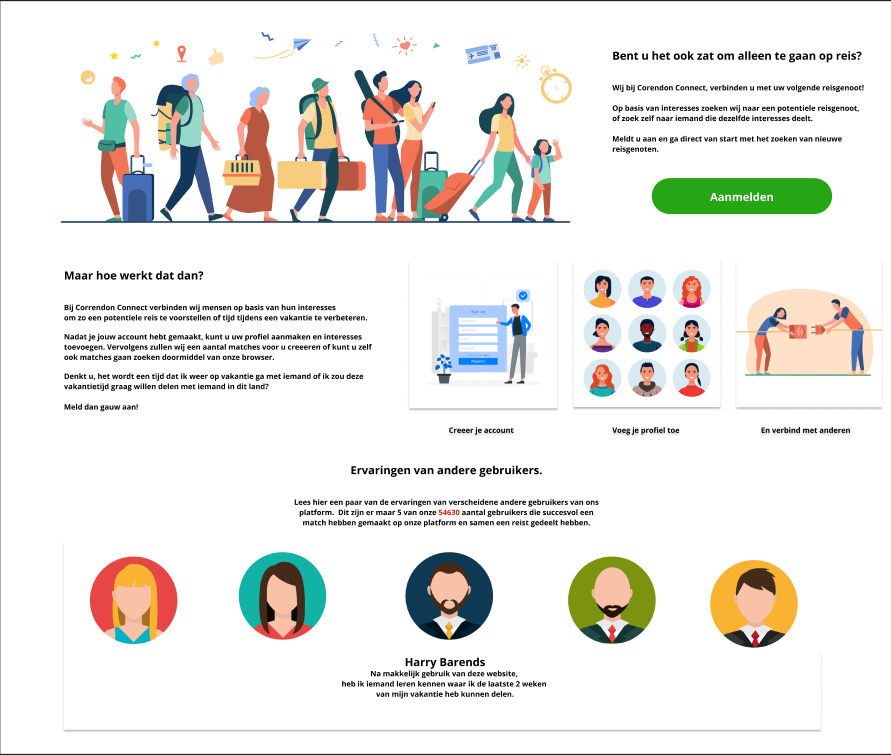 Bent u het ook zat om alleen te gaan op reis?
Wij bij Corendon Connect, verbinden u met uw volgende reisgenoot!
Op basis van interesses zoeken wij naar een potentiele reisgenoot,
of zoek zelf naar iemand die dezelfde interesses deelt.
Meldt u aan en ga direct van start met het zoeken van nieuwe
reisgenoten.
Aanmelden
Maar hoe werkt dat dan?
Bij Correndon Connect verbinden wij mensen op basis van hun interesses
om zo een potentiele reis te voorstellen of tijd tijdens een vakantie te verbeteren.
Nadat je jouw account hebt gemaakt, kunt u uw profiel aanmaken en interesses
toevoegen. Vervolgens zullen wij een aantal matches voor u creeeren of kunt u zelf
ook matches gaan zoeken doormiddel van onze browser.
Denkt u, het wordt een tijd dat ik weer op vakantie ga met iemand of ik zou deze
vakantietijd graag willen delen met iemand in dit land?
Meld dan gauw aan!
Sign up
Creeer je account
Voeg je profiel toe
En verbind met anderen
Ervaringen van andere gebruikers.
Lees hier een paar van de ervaringen van verscheidene andere gebruikers van ons
platform. Dit zijn er maar 5 van onze 54630 aantal gebruikers die succesvol een
match hebben gemaakt op onze platform en samen een reist gedeelt hebben.
Harry Barends
Na makkelijk gebruik van deze website,
heb ik iemand leren kennen waar ik de laatste 2 weken
van mijn vakantie heb kunnen delen.